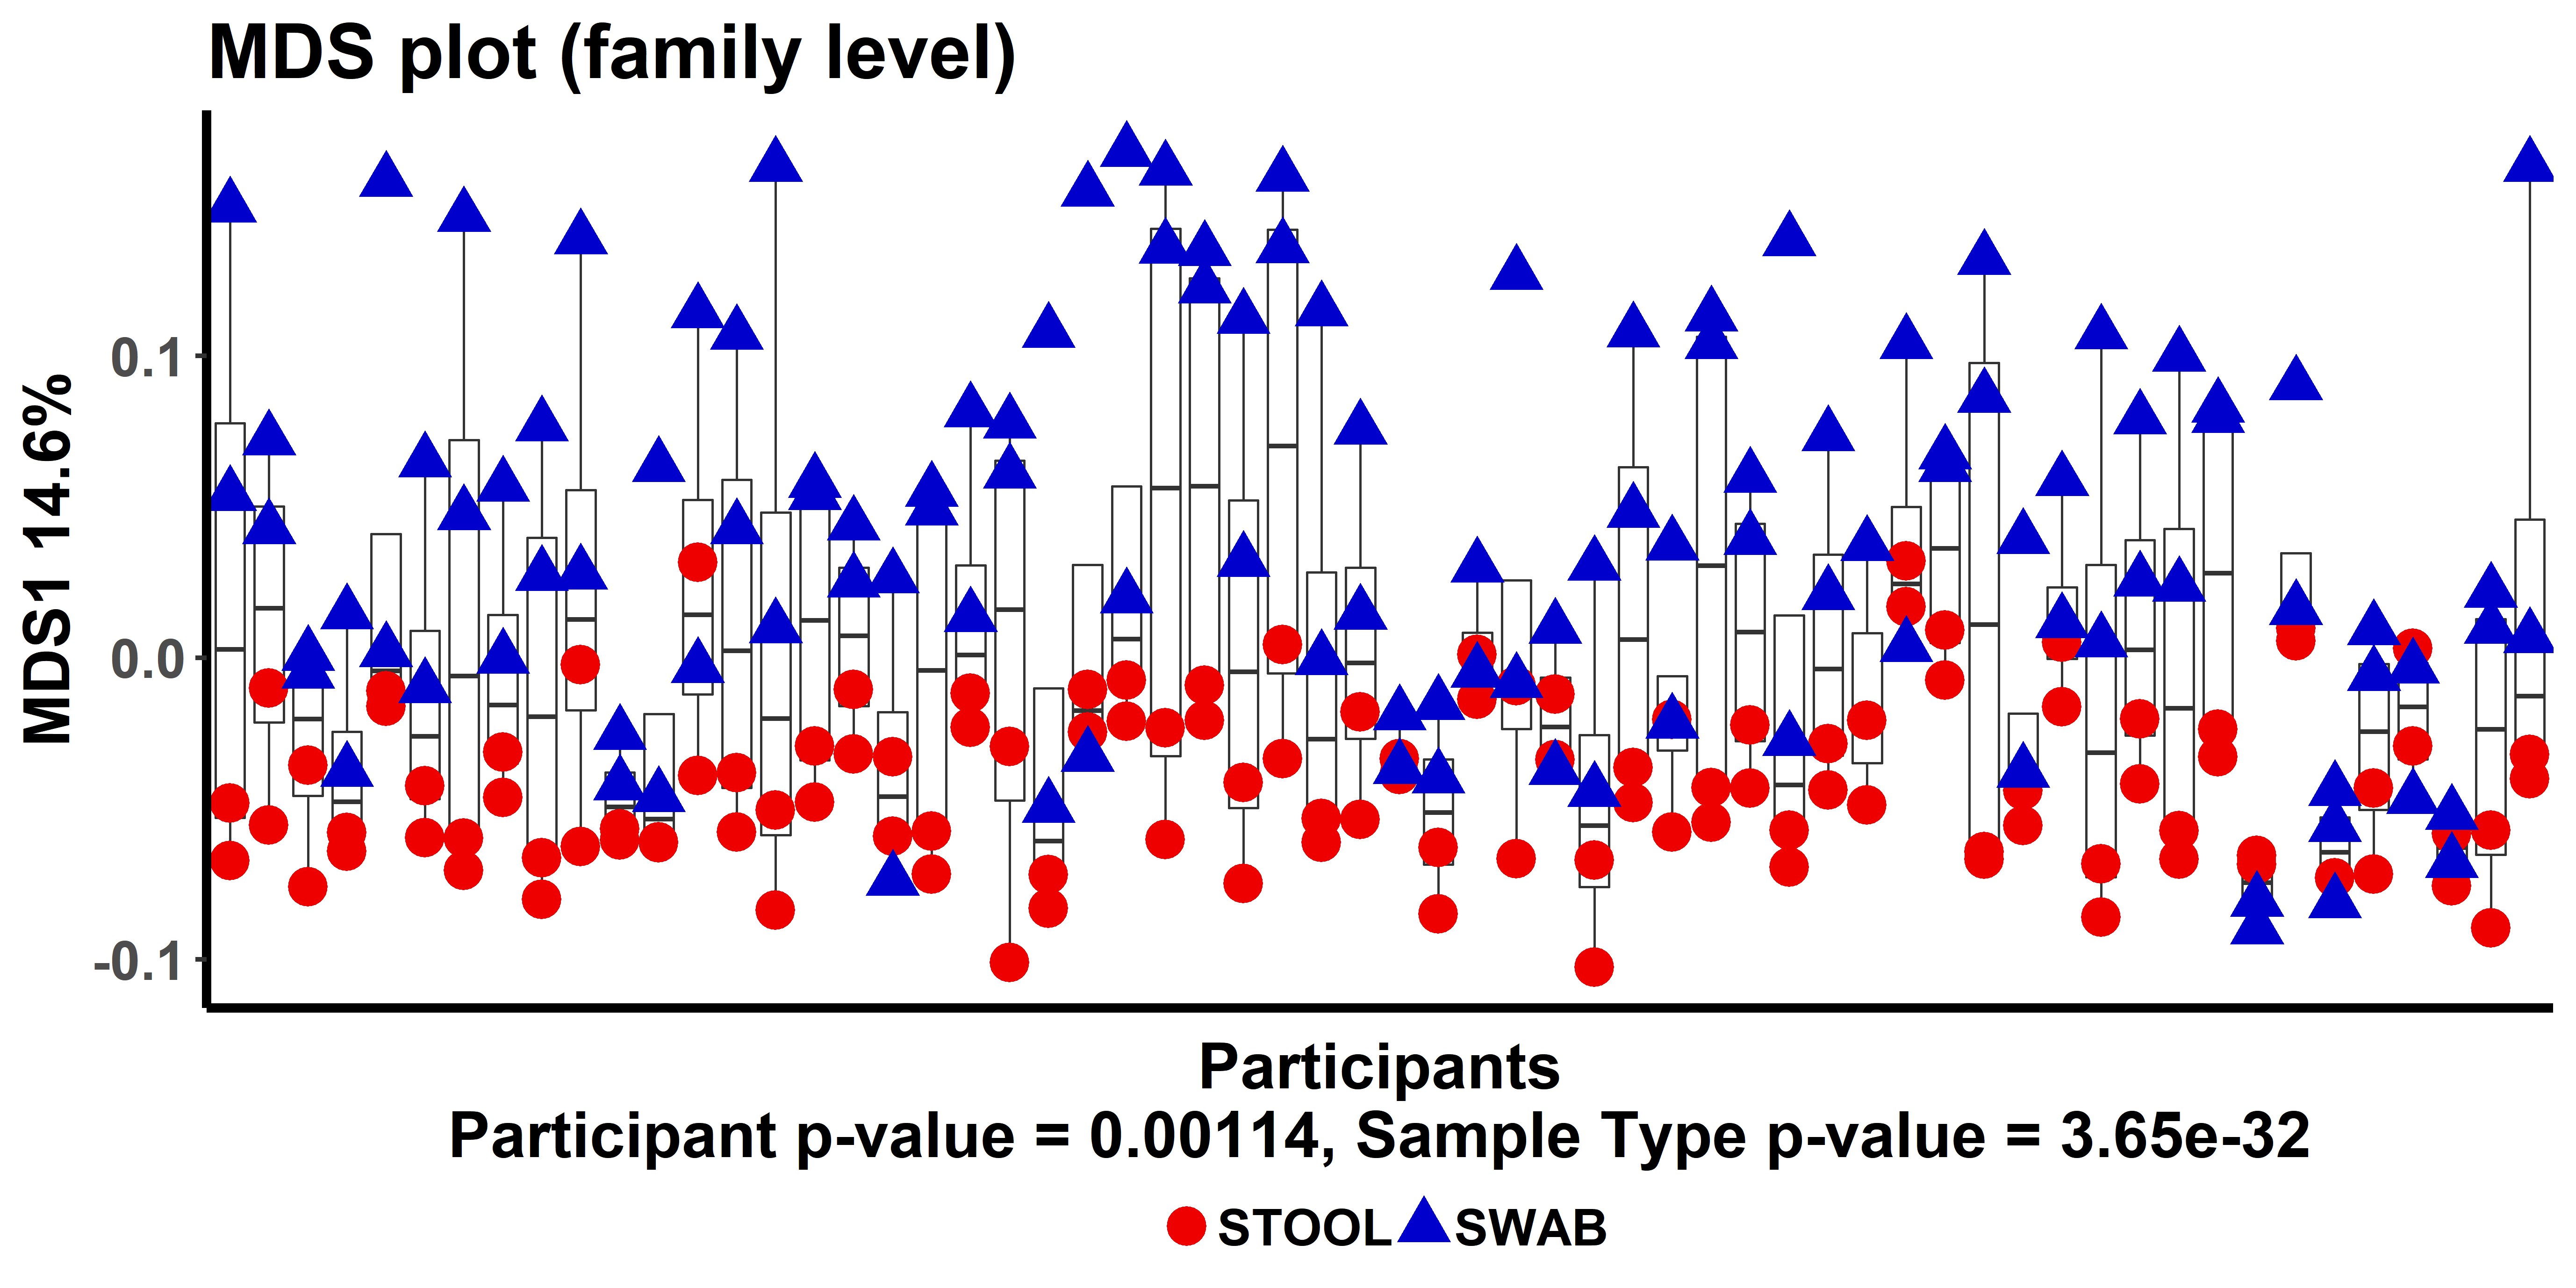 MDS plot (family level)
MDS1 14.6%
0.1
0.0
-0.1
Participants
Participant p-value = 0.00114, Sample Type p-value = 3.65e-32
STOOL SWAB